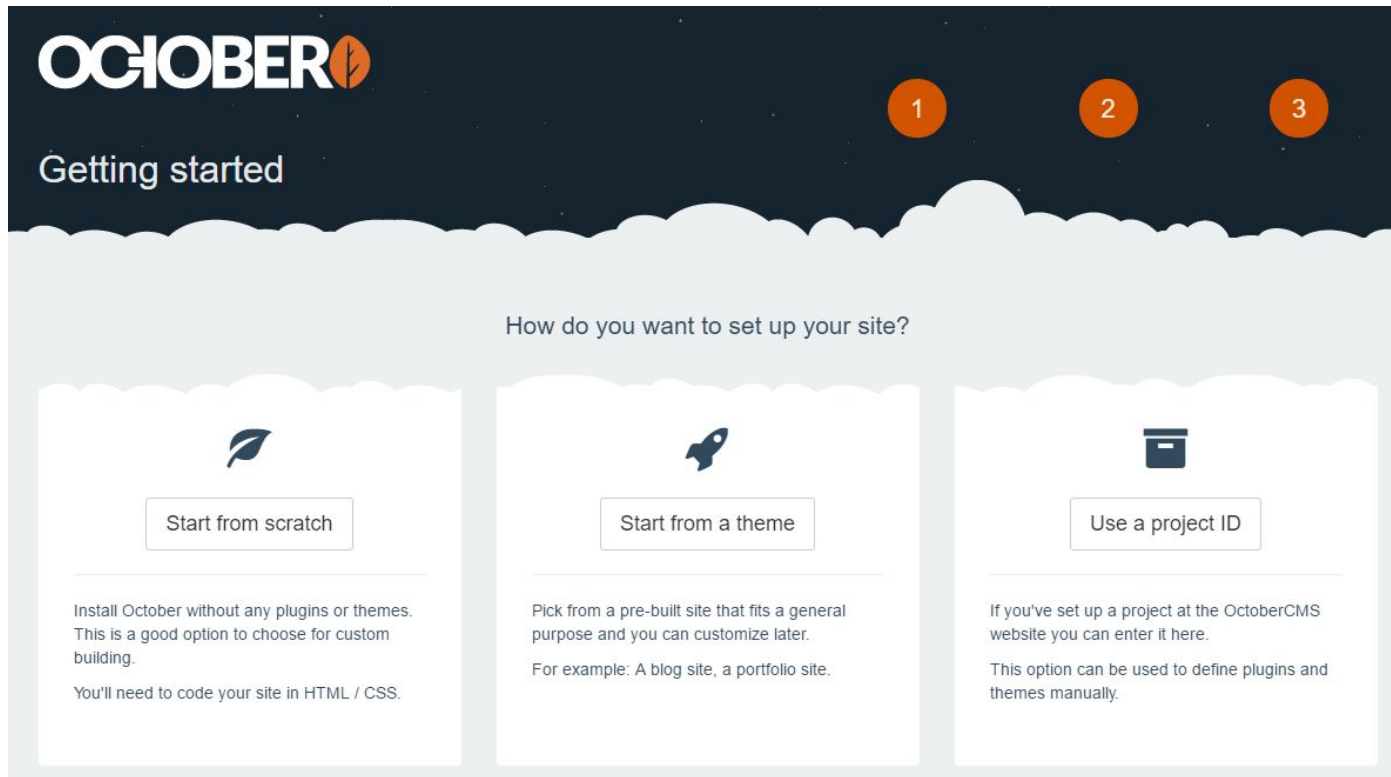 OCTOBER
1 2 3
Getting started
How do you want to set up your site?
Start from scratch
Install October without any plugins or themes.
This is a good option to choose for custom
building.
You'll need to code your site in HTML / CSS.
Start from a theme
Pick from a pre-built site that fits a general
purpose and you can customize later.
For example: A blog site, a portfolio site.
Use a project ID
If you've set up a project at the OctoberCMS
website you can enter it here.
This option can be used to define plugins and
themes manually.